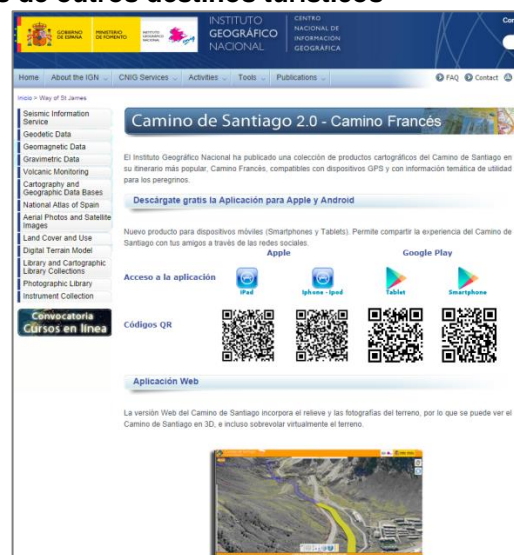 s de outros destinos turísticos
GOBIERNO DE ESPAÑA
MINISTERIO DE FOMENTO
INSTITUTO GEOGRÁFICO NACIONAL
CENTRO NACIONAL DE INFORMACIÓN GEOGRÁFICA
Home About the IGN CNIG Services Activities Tools Publications FAQ Contact
Inicio > Way of St James
Seismic Information Service
Geodetic Data
Geomagnetic Data
Gravimetric Data
Volcanic Monitoring
Cartography and Geographic Data Bases
National Atlas of Spain
Aerial Photos and Satellite Images
Land Cover and Use
Digital Terrain Model
Library and Cartographic Library Collections
Photographic Library
Instrument Collection
Convocatoria
Cursos en línea
Camino de Santiago 2.0 - Camino Francés
El Instituto Geográfico Nacional ha publicado una colección de productos cartográficos del Camino de Santiago en
su itinerario más popular, Camino Francés, compatibles con dispositivos GPS y con información temática de utilidad
para los peregrinos.
Descárgate gratis la Aplicación para Apple y Android
Nuevo producto para dispositivos móviles (Smartphones y Tablets). Permite compartir la experiencia del Camino de
Santiago con tus amigos a través de las redes sociales.
Apple Google Play
Acceso a la aplicación
iPad Iphone - Ipod Tablet Smartphone
Códigos QR
Aplicación Web
La versión Web del Camino de Santiago incorpora el relieve y las fotografías del terreno, por lo que se puede ver el
Camino de Santiago en 3D, e incluso sobrevolar virtualmente el terreno.